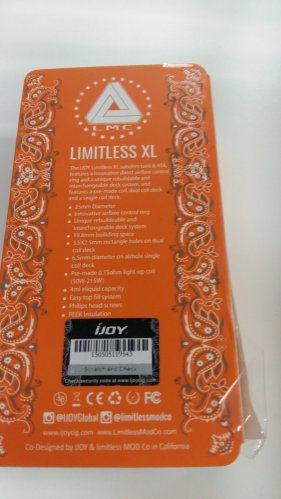 LMC
LIMITLESS XL
The IJOY Limitless XL subohm tank & RTA,
features a innovative direct airflow control
ring and a unique rebuildable and
interchangeable deck system, and
features a pre-made coil, dual coil deck
and a single coil deck.
25mm Diameter
Innovative airflow control ring
Unique rebuildable and
interchangeable deck system
19.8mm building space
3.5X2.5mm rectangle holes on dual
coil deck
6.5mm diameter on airhole single
coil deck
Pre-made 0.15ohm light up coil
(50W-215W)
4ml eliquid capacity
Easy top fill system
Philips head screws
PEEK Insulation
IJOY
150505119543
Scratch and Check
Check security code at www.ijoycig.com
@IJOYGlobal @limitlessmodco
www.ijoycig.com www.LimitlessModCo.com
Co-Designed by IJOY & limitless MOD Co in California